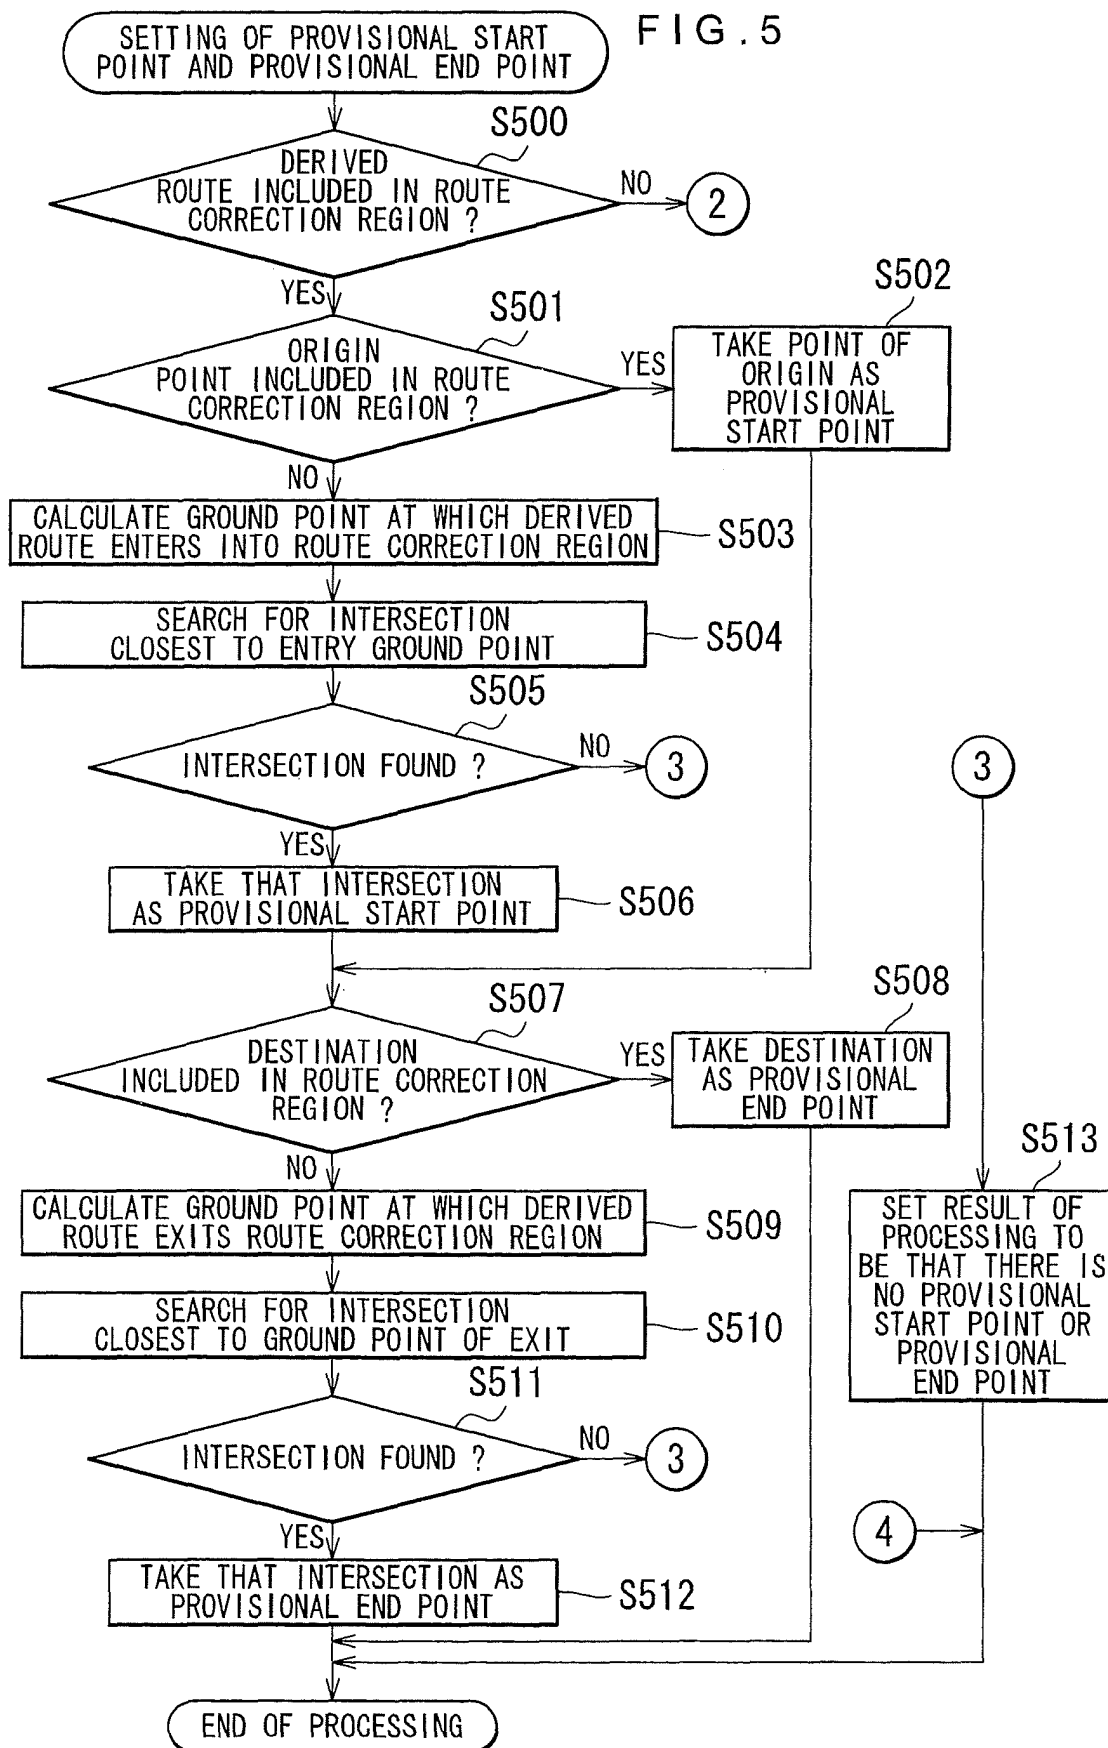 FIG.5
SETTING OF PROVISIONAL START
POINT AND PROVISIONAL END POINT
S500
DERIVED
ROUTE INCLUDED IN ROUTE
CORRECTION REGION ?
NO
2
YES
S501
ORIGIN
POINT INCLUDED IN ROUTE
CORRECTION REGION ?
YES
S502
TAKE POINT OF
ORIGIN AS
PROVISIONAL
START POINT
NO
CALCULATE GROUND POINT AT WHICH DERIVED
ROUTE ENTERS INTO ROUTE CORRECTION REGION
S503
SEARCH FOR INTERSECTION
CLOSEST TO ENTRY GROUND POINT
S504
S505
INTERSECTION FOUND ?
NO
3
YES
TAKE THAT INTERSECTION
AS PROVISIONAL START POINT
S506
S507
DESTINATION
INCLUDED IN ROUTE CORRECTION
REGION ?
YES
S508
TAKE DESTINATION
AS PROVISIONAL
END POINT
NO
CALCULATE GROUND POINT AT WHICH DERIVED
ROUTE EXITS ROUTE CORRECTION REGION
S509
SEARCH FOR INTERSECTION
CLOSEST TO GROUND POINT OF EXIT
S510
S511
INTERSECTION FOUND ?
NO
3
YES
TAKE THAT INTERSECTION AS
PROVISIONAL END POINT
S512
3
S513
SET RESULT OF
PROCESSING TO
BE THAT THERE IS
NO PROVISIONAL
START POINT OR
PROVISIONAL
END POINT
4
END OF PROCESSING